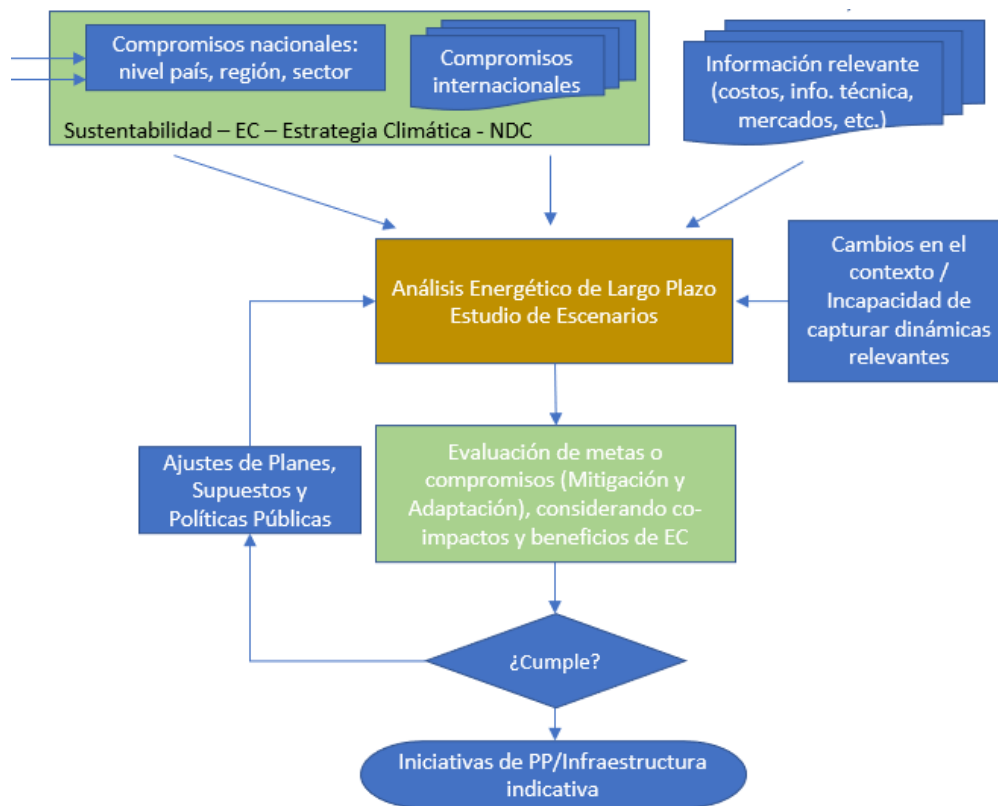 Compromisos nacionales:
nivel país, región, sector
Compromisos
internacionales
Sustentabilidad – EC – Estrategia Climática - NDC
Información relevante
(costos, info. técnica,
mercados, etc.)
Análisis Energético de Largo Plazo
Estudio de Escenarios
Cambios en el
contexto /
Incapacidad de
capturar dinámicas
relevantes
Evaluación de metas o
compromisos (Mitigación y
Adaptación), considerando co-
impactos y beneficios de EC
Ajustes de Planes,
Supuestos y
Políticas Públicas
¿Cumple?
Iniciativas de PP/Infraestructura
indicativa